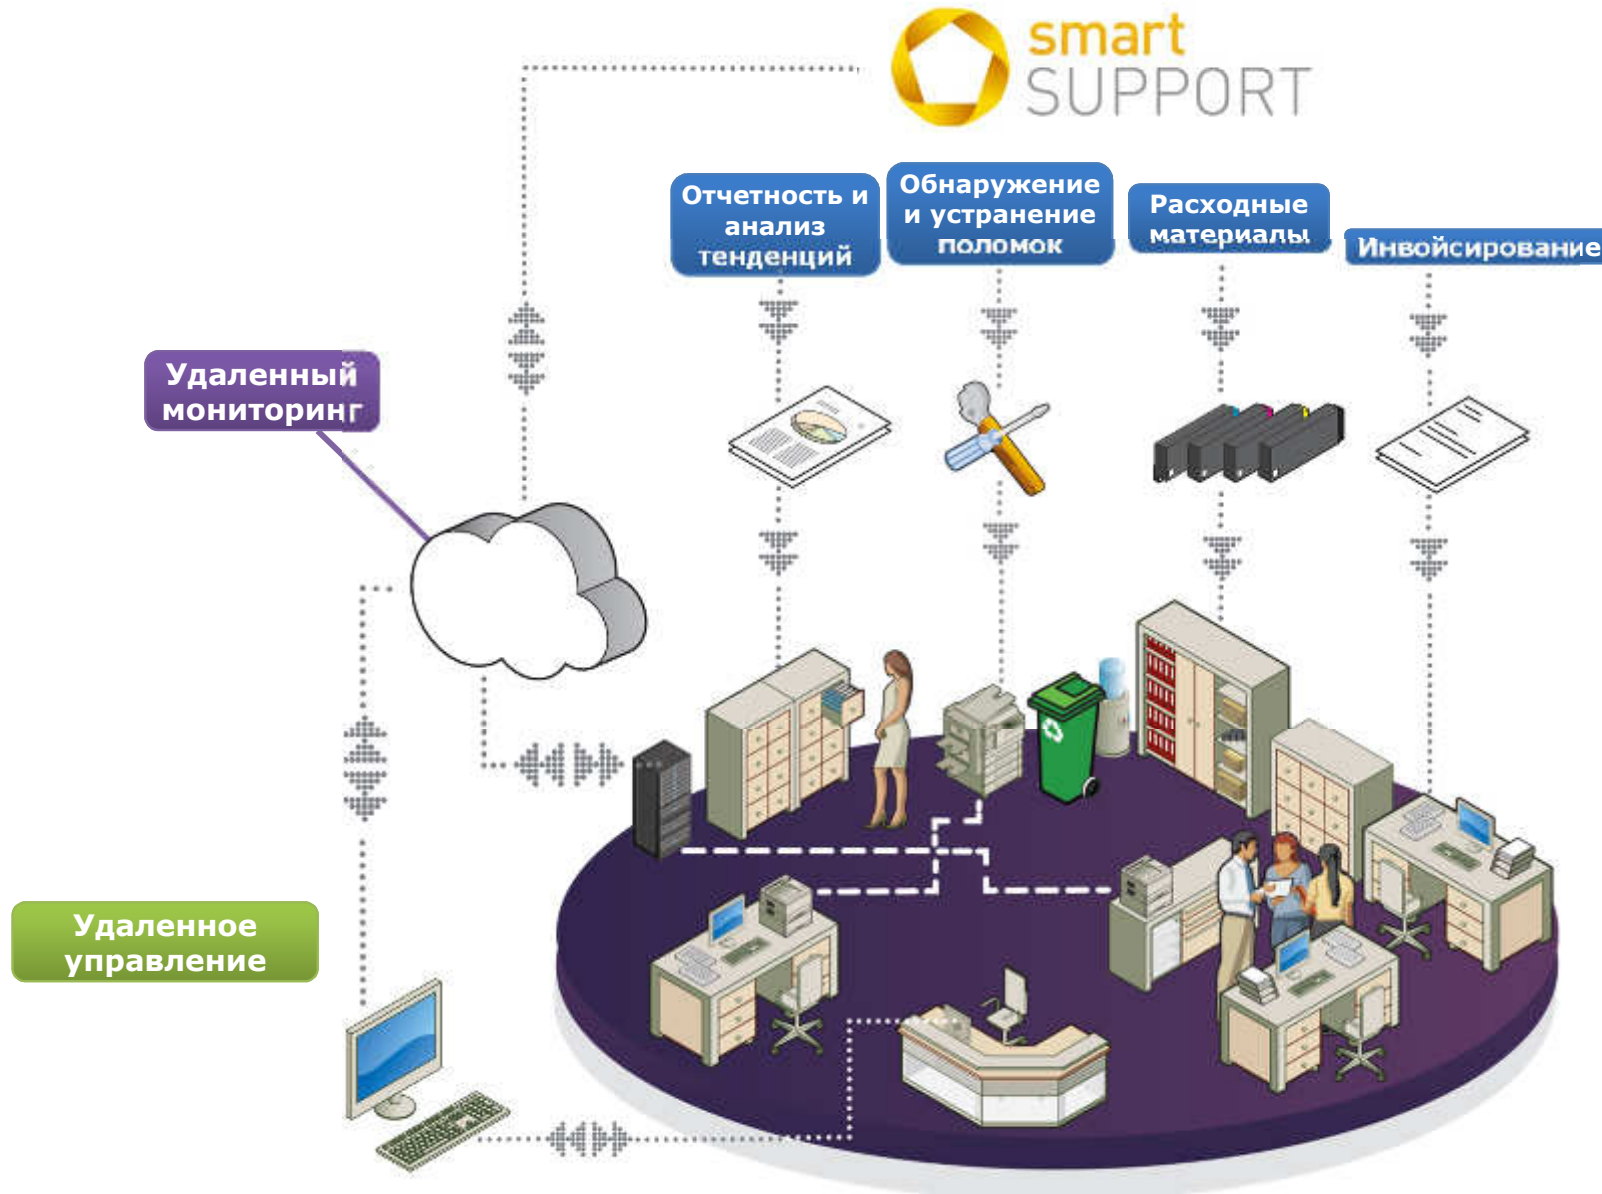 smart
SUPPORT
Отчетность и
анализ
тенденций
Обнаружение
и устранение
поломок
Расходные
материалы
Инвойсирование
Удаленный
мониторинг
Удаленное
управление